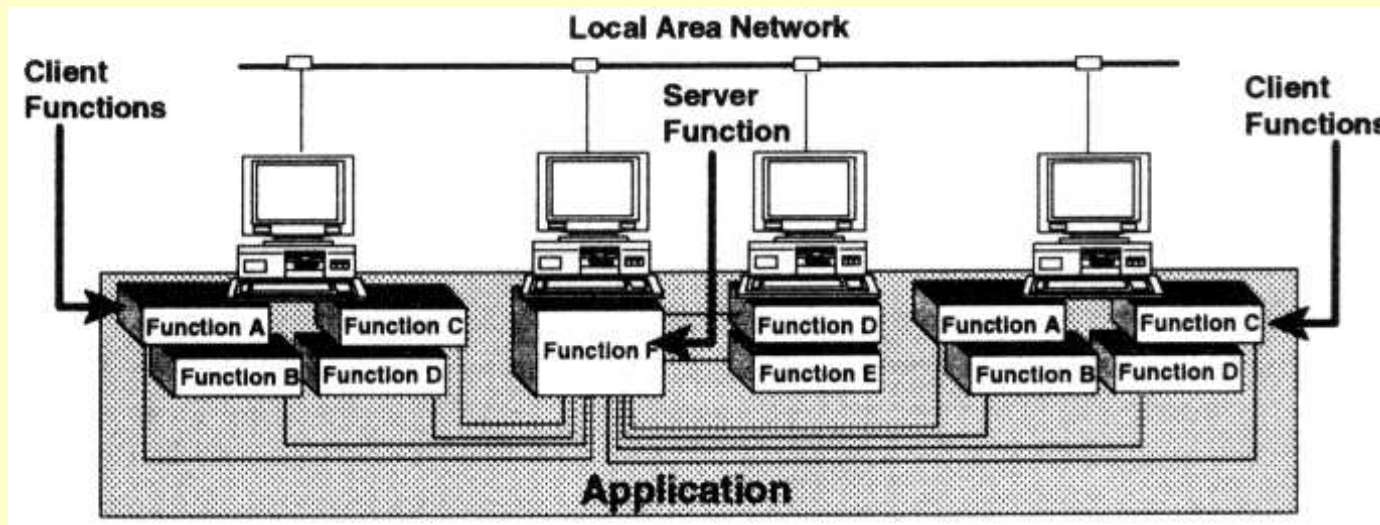 Local Area Network
Client
Functions
Server
Function
Client
Functions
Function A
Function C
Function B
Function D
Function F
Function D
Function E
Function A
Function C
Function B
Function D
Application